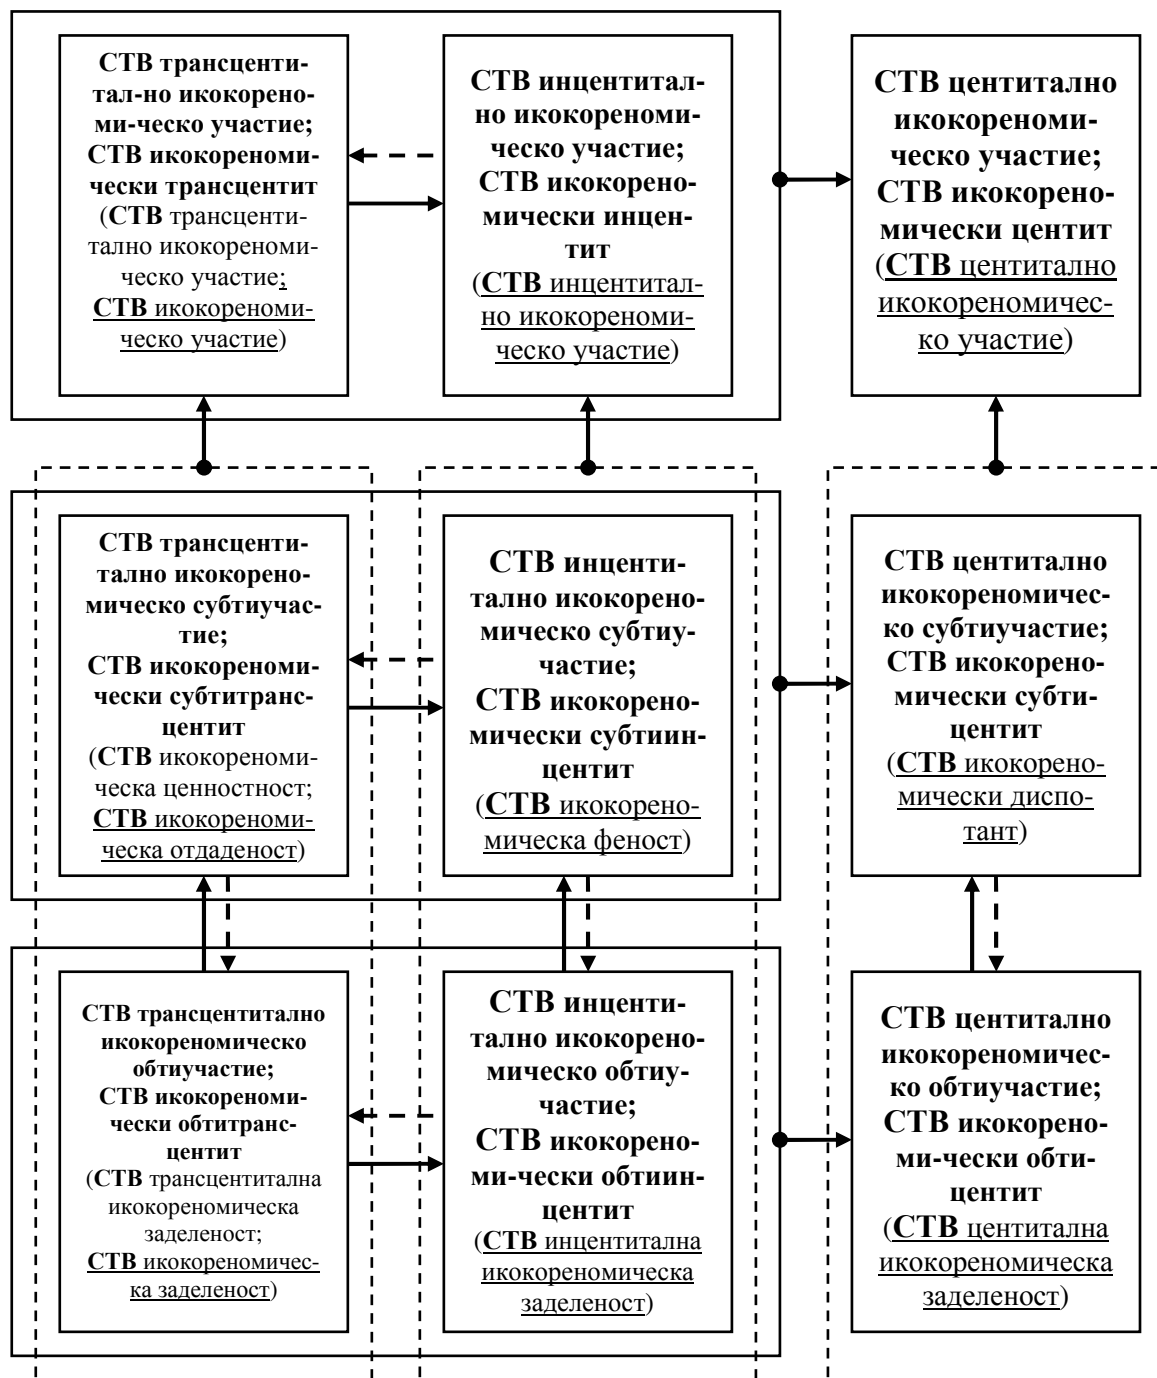 СТВ трансценти-
тал-но икокорено-
ми-ческо участие;
СТВ икокореноми-
чески трансцентит
(СТВ трансценти-
тално икокореноми-
ческо участие;
СТВ икокореноми-
ческо участие)
СТВ инцентитал-
но икокореноми-
ческо участие;
СТВ икокорено-
мически инцен-
тит
(СТВ инцентитал-
но икокореноми-
ческо участие)
СТВ центитално
икокореноми-
ческо участие;
СТВ икокорено-
мически центит
(СТВ центитално
икокореномичес-
ко участие)
СТВ трансценти-
тално икокорено-
мическо субтиучас-
тие;
СТВ икокореноми-
чески субтитранс-
центит
(СТВ икокореноми-
ческа ценностност;
СТВ икокореноми-
ческа отдаденост)
СТВ инценти-
тално икокорено-
мическо субтиу-
частие;
СТВ икокорено-
мически субтиин-
центит
(СТВ икокорено-
мическа феност)
СТВ центитално
икокореномичес-
ко субтиучастие;
СТВ икокорено-
мически субти-
центит
(СТВ икокорено-
мически диспо-
тант)
СТВ трансцентитално
икокореномическо
обтиучастие;
СТВ икокореноми-
чески обтитранс-
центит
(СТВ трансцентитална
икокореномическа
заделеност;
СТВ икокореномичес-
ка заделеност)
СТВ инценти-
тално икокорено-
мическо обтиу-
частие;
СТВ икокорено-
ми-чески обтиин-
центит
(СТВ инцентитална
икокореномическа
заделеност)
СТВ центитално
икокореномичес-
ко обтиучастие;
СТВ икокорено-
ми-чески обти-
центит
(СТВ центитална
икокореномическа
заделеност)